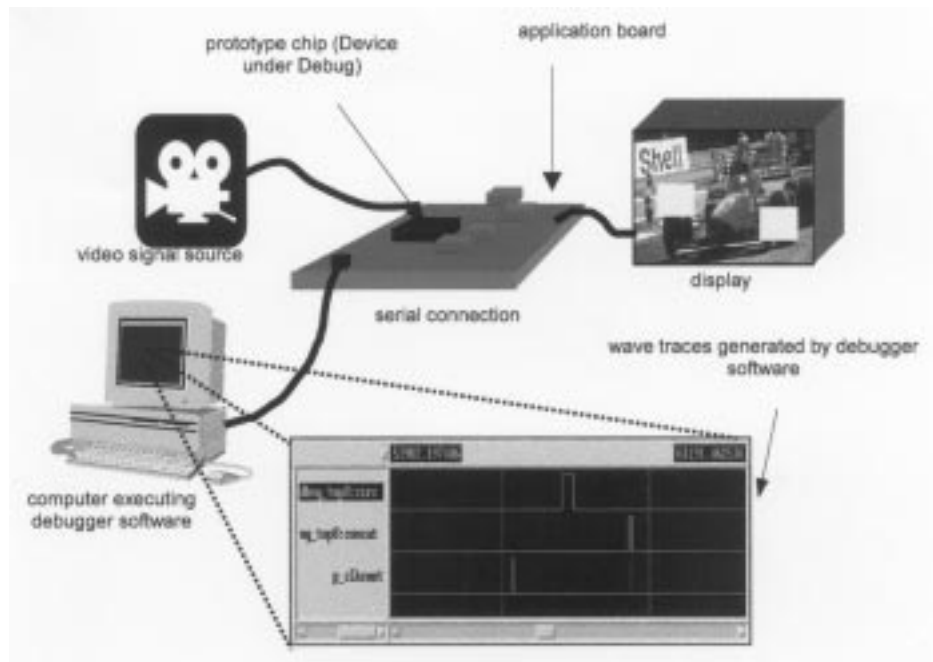 prototype chip (Device
under Debug)
application board
Shell
video signal source
display
serial connection
wave traces generated by debugger
software
computer executing
debugger software